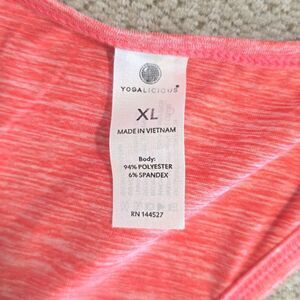 YOGALICIOUS®
XL
MADE IN VIETNAM
Body:
94% POLYESTER
6% SPANDEX
RN 144527